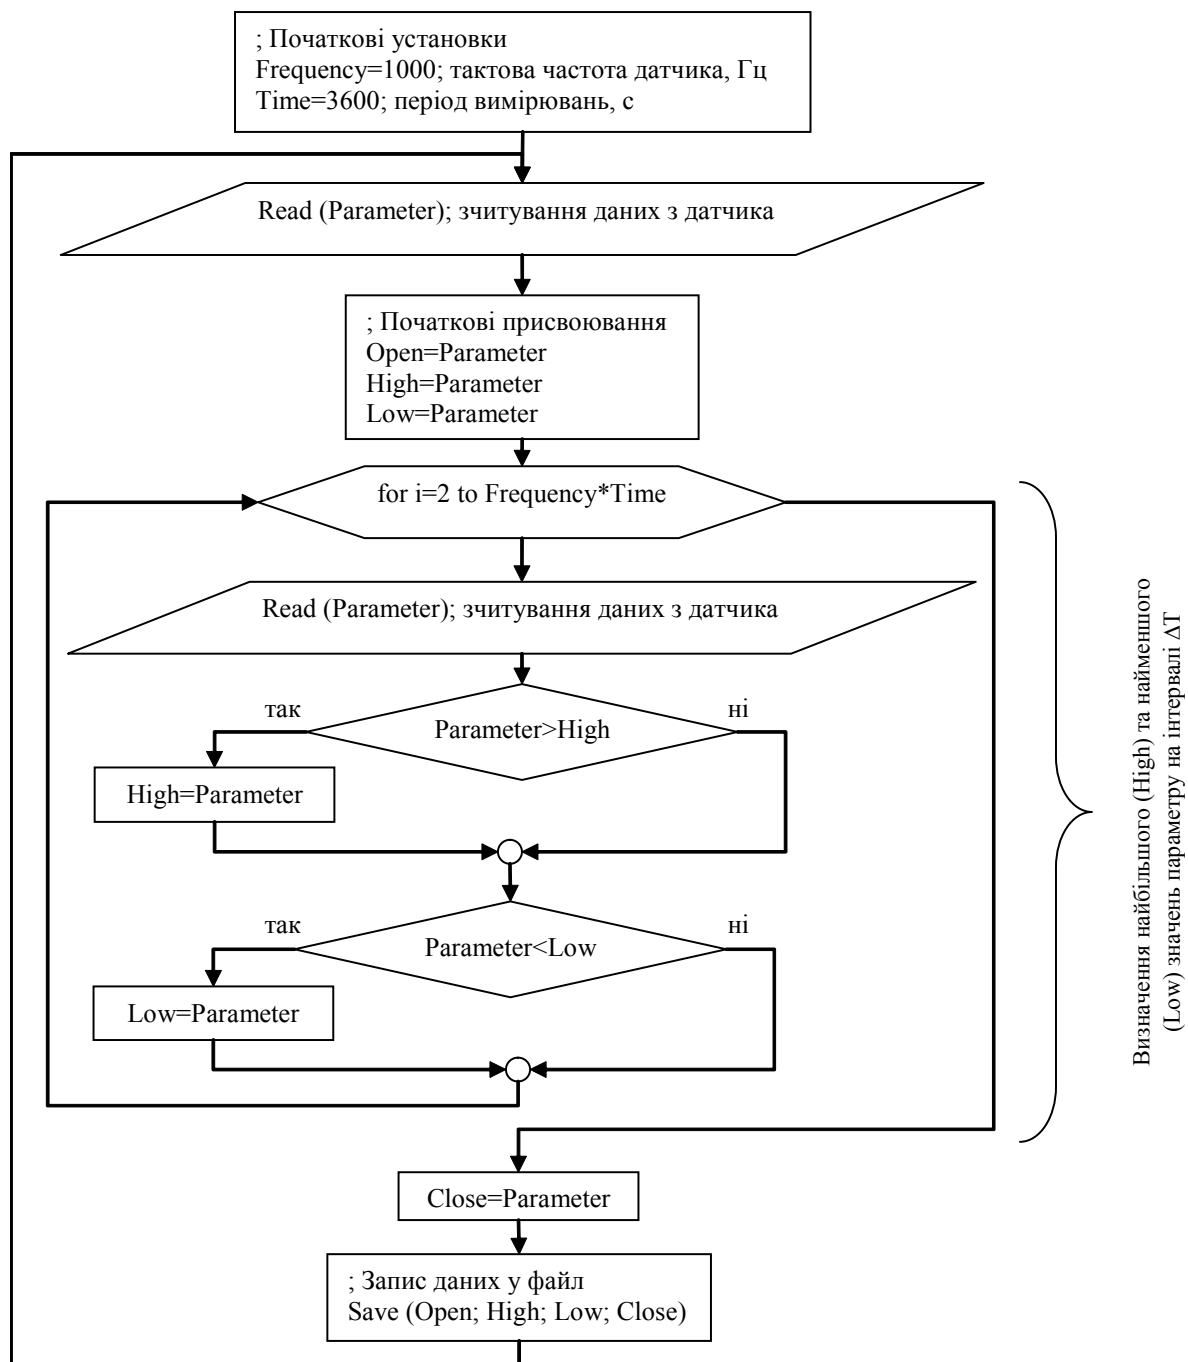 ; Початкові установки
Frequency=1000; тактова частота датчика, Гц
Time=3600; період вимірювань, с
Read (Parameter); зчитування даних з датчика
; Початкові присвоювання
Open=Parameter
High=Parameter
Low=Parameter
for i=2 to Frequency*Time
Read (Parameter); зчитування даних з датчика
так
Parameter>High
ні
High=Parameter
так
Parameter<Low
ні
Low=Parameter
Close=Parameter
; Запис даних у файл
Save (Open; High; Low; Close)
Визначення найбільшого (High) та найменшого
(Low) значень параметру на інтервалі ΔT